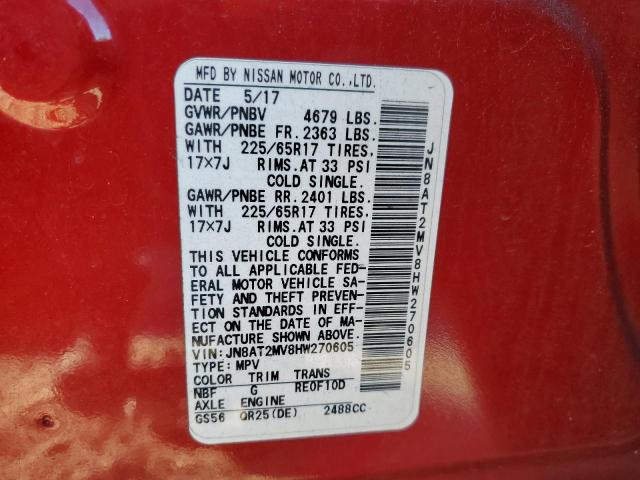 MFD BY NISSAN MOTOR CO.,LTD.
DATE 5/17
GVWR/PNBV 4679 LBS.
GAWR/PNBE FR. 2363 LBS.
WITH 225/65R17 TIRES,
17×7J RIMS.AT 33 PSI
COLD SINGLE.
GAWR/PNBE RR. 2401 LBS.
WITH 225/65R17 TIRES,
17×7J RIMS.AT 33 PSI
COLD SINGLE.
THIS VEHICLE CONFORMS
TO ALL APPLICABLE FED-
ERAL MOTOR VEHICLE SA-
FETY AND THEFT PREVEN-
TION STANDARDS IN EFF-
ECT ON THE DATE OF MA-
NUFACTURE SHOWN ABOVE.
VIN: JN8AT2MV8HW270605
TYPE: MPV
COLOR TRIM TRANS
NBF G RE0F10D
AXLE ENGINE
GS56 QR25(DE) 2488CC
JN8AT2MV8HW270605